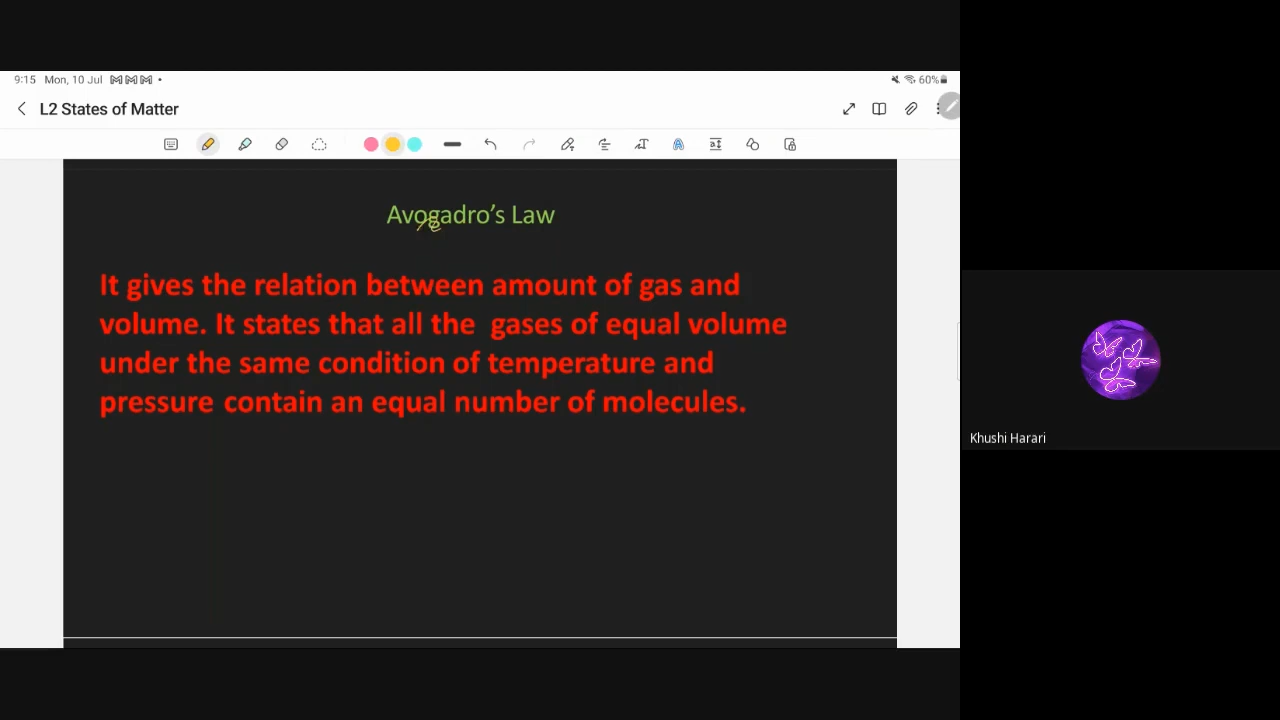 9:15 Mon, 10 Jul
60%
L2 States of Matter
Avogadro's Law
It gives the relation between amount of gas and
volume. It states that all the gases of equal volume
under the same condition of temperature and
pressure contain an equal number of molecules.
Khushi Harari